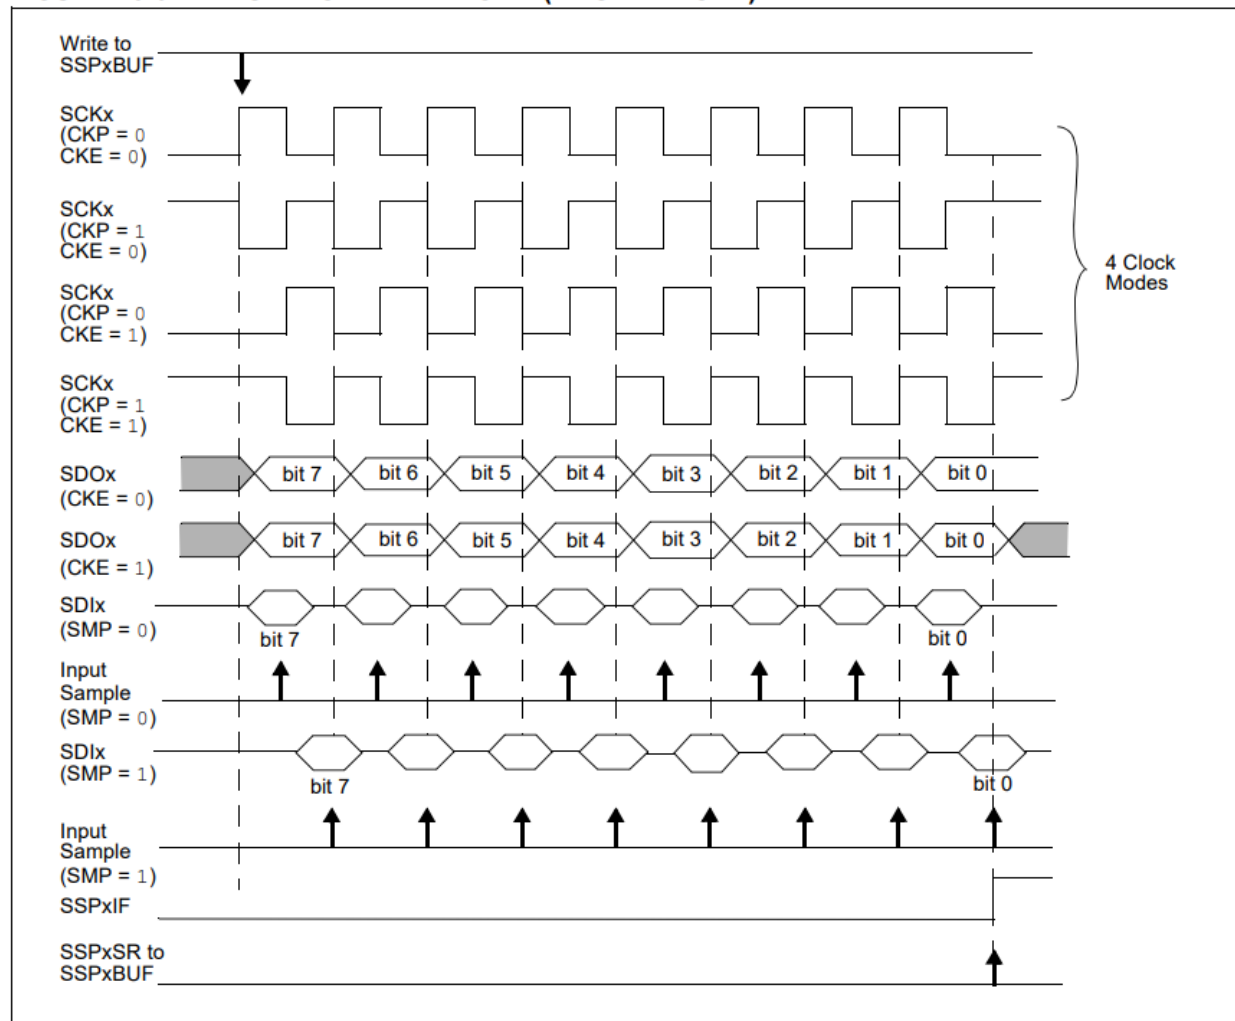 Write to
SSPxBUF
SCKx
(CKP = 0
CKE = 0)
SCKx
(CKP = 1
CKE = 0)
SCKx
(CKP = 0
CKE = 1)
SCKx
(CKP = 1
CKE = 1)
4 Clock
Modes
SDOx
(CKE = 0)
bit 7 bit 6 bit 5 bit 4 bit 3 bit 2 bit 1 bit 0
SDOx
(CKE = 1)
bit 7 bit 6 bit 5 bit 4 bit 3 bit 2 bit 1 bit 0
SDIx
(SMP = 0)
bit 7 bit 0
Input
Sample
(SMP = 0)
SDIx
(SMP = 1)
bit 7 bit 0
Input
Sample
(SMP = 1)
SSPxIF
SSPxSR to
SSPxBUF